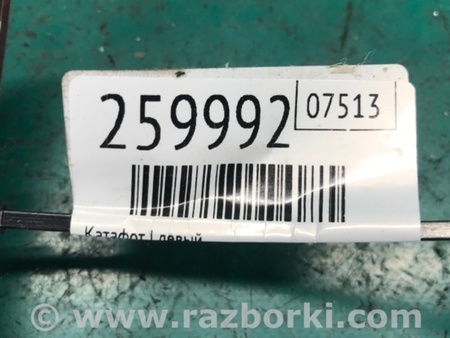 259992
07513
Катафот | левый
© www.razborki.com